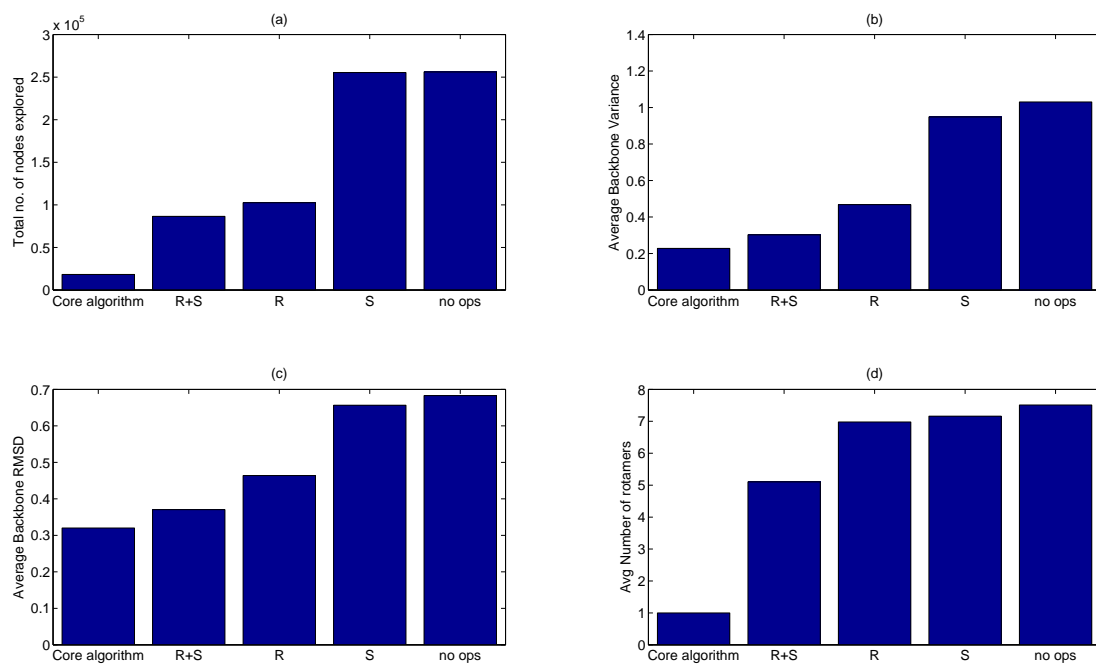 (a)
x 10^5
3
2.5
2
1.5
1
0.5
0
Total no. of nodes explored
Core algorithm R+S R S no ops
(b)
1.4
1.2
1
0.8
0.6
0.4
0.2
0
Average Backbone Variance
Core algorithm R+S R S no ops
(c)
0.7
0.6
0.5
0.4
0.3
0.2
0.1
0
Average Backbone RMSD
Core algorithm R+S R S no ops
(d)
8
7
6
5
4
3
2
1
0
Avg Number of rotamers
Core algorithm R+S R S no ops